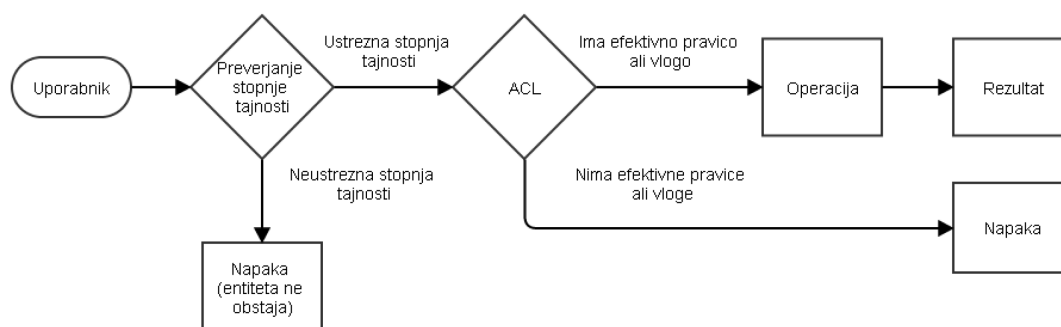 Uporabnik
Preverjanje
stopnje
tajnosti
Ustrezna stopnja
tajnosti
ACL
Ima efektivno pravico
ali vlogo
Operacija
Rezultat
Neustrezna stopnja
tajnosti
Nima efektivne pravice
ali vloge
Napaka
Napaka
(entiteta ne
obstaja)